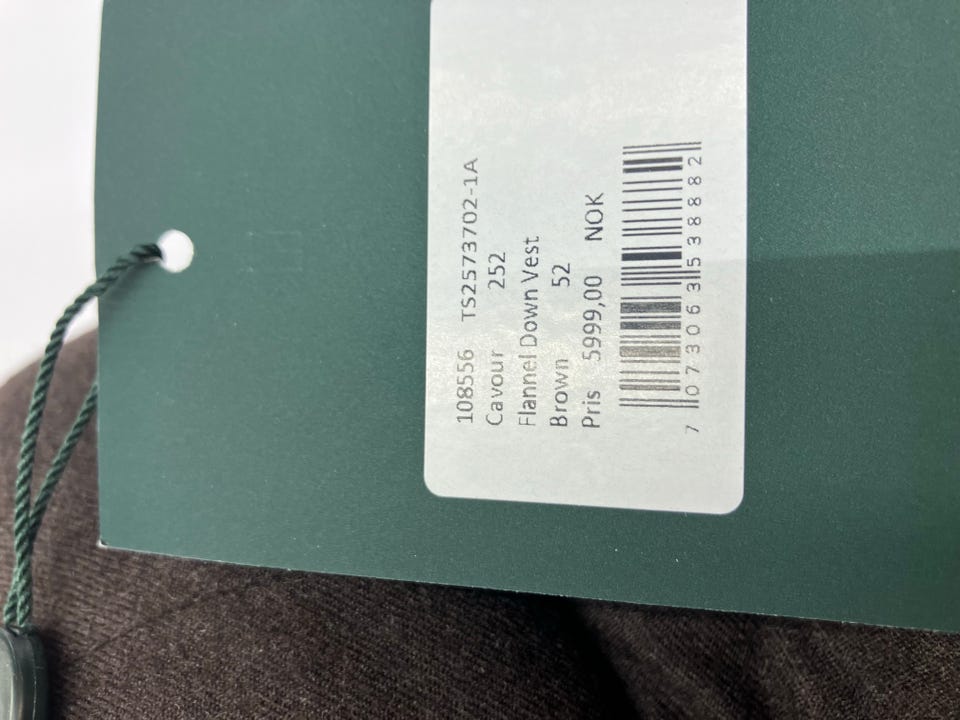 108556 TS2573702-1A
Cavour 252
Flannel Down Vest
Brown 52
Pris 5999,00 NOK
7 073063 538882